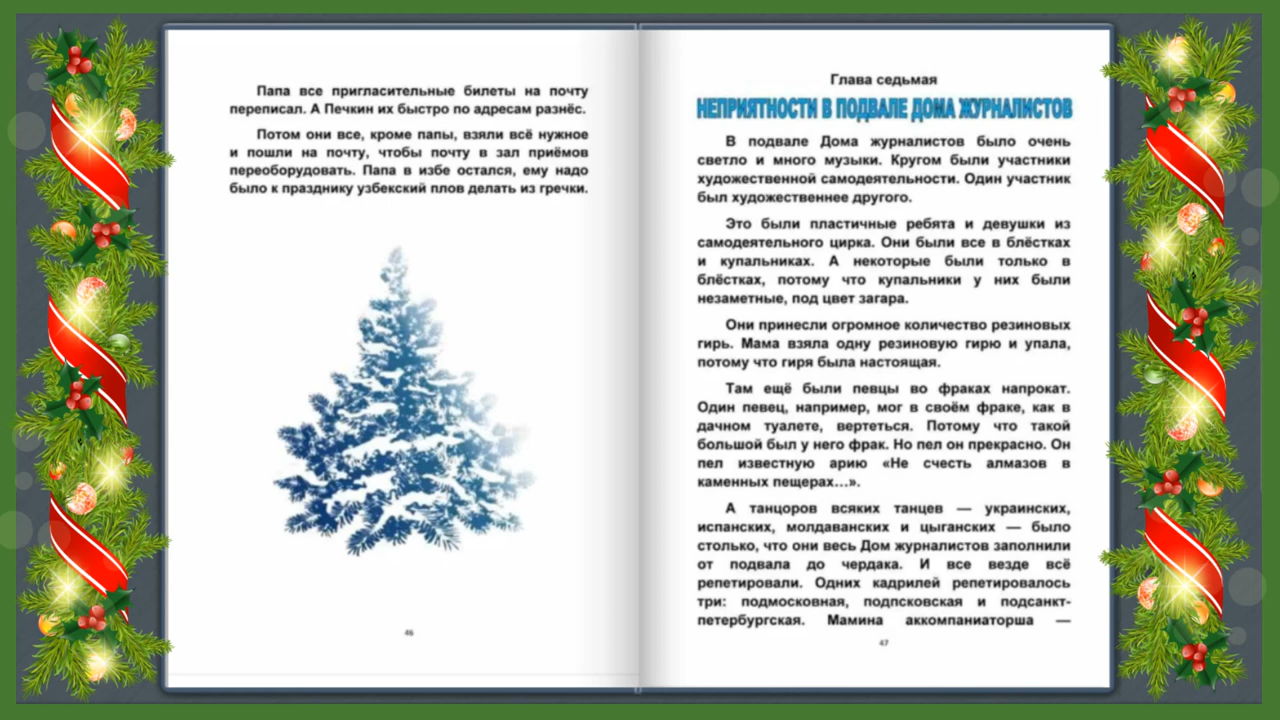 Папа все пригласительные билеты на почту
переписал. А Печкин их быстро по адресам разнёс.
Потом они все, кроме папы, взяли всё нужное
и пошли на почту, чтобы почту в зал приёмов
переоборудовать. Папа в избе остался, ему надо
было к празднику узбекский плов делать из гречки.
46
Глава седьмая
НЕПРИЯТНОСТИ В ПОДВАЛЕ ДОМА ЖУРНАЛИСТОВ
В подвале Дома журналистов было очень
светло и много музыки. Кругом были участники
художественной самодеятельности. Один участник
был художественнее другого.
Это были пластичные ребята и девушки из
самодеятельного цирка. Они были все в блёстках
и купальниках. А некоторые были только в
блёстках, потому что купальники у них были
незаметные, под цвет загара.
Они принесли огромное количество резиновых
гирь. Мама взяла одну резиновую гирю и упала,
потому что гиря была настоящая.
Там ещё были певцы во фраках напрокат.
Один певец, например, мог в своём фраке, как в
дачном туалете, вертеться. Потому что такой
большой был у него фрак. Но пел он прекрасно. Он
пел известную арию «Не счесть алмазов в
каменных пещерах...».
А танцоров всяких танцев — украинских,
испанских, молдаванских и цыганских — было
столько, что они весь Дом журналистов заполнили
от подвала до чердака. И все везде всё
репетировали. Одних кадрилей репетировалось
три: подмосковная, подпсковская и подсанкт-
петербургская. Мамина аккомпаниаторша —
47